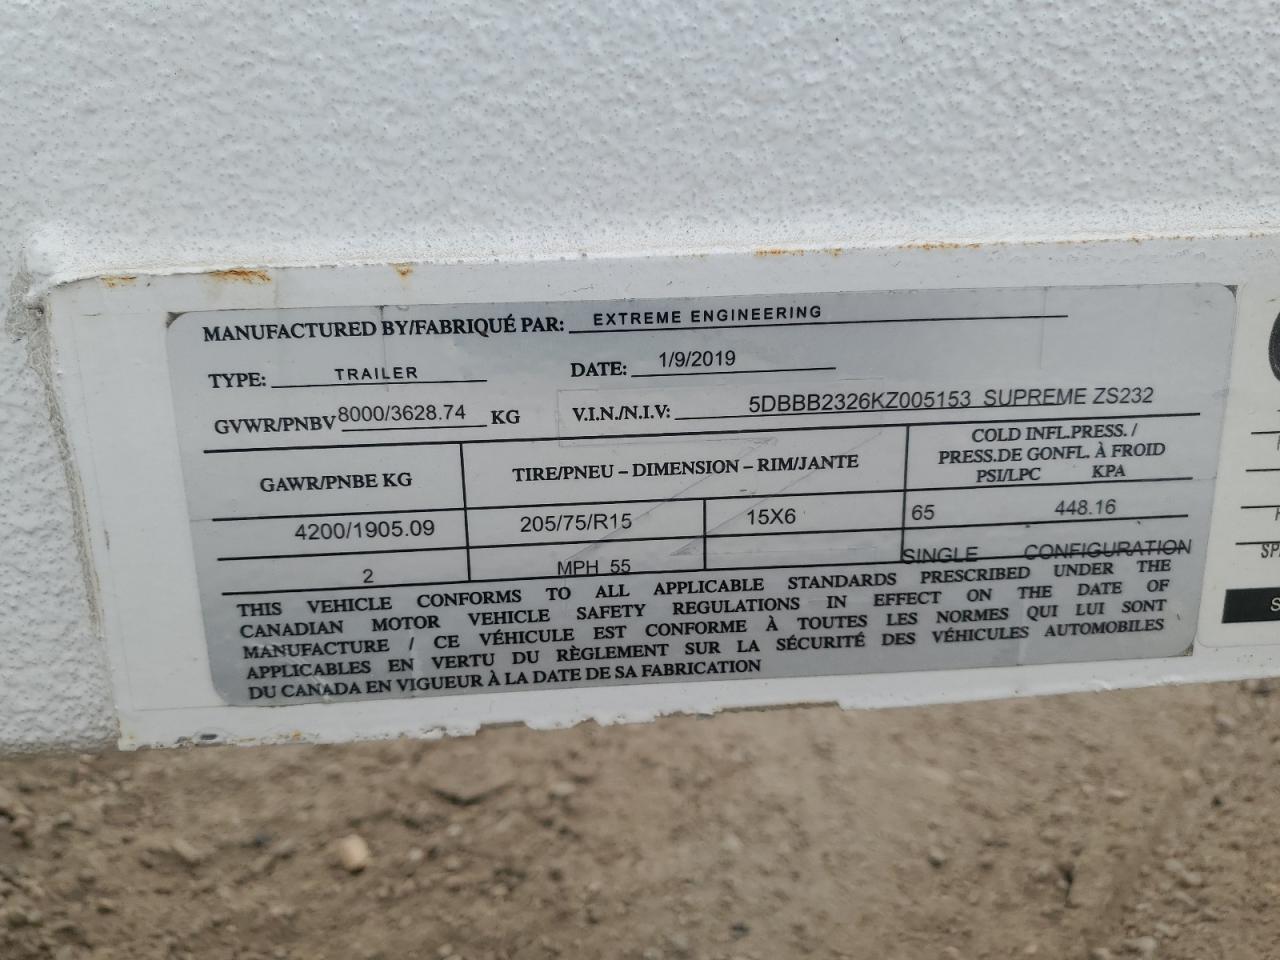 MANUFACTURED BY/FABRIQUÉ PAR: EXTREME ENGINEERING
TYPE: TRAILER DATE: 1/9/2019
GVWR/PNBV 8000/3628.74 KG V.I.N./N.I.V: 5DBBB2326KZ005153 SUPREME ZS232
GAWR/PNBE KG TIRE/PNEU – DIMENSION – RIM/JANTE COLD INFL.PRESS. /
PRESS.DE GONFL. À FROID
PSI/LPC KPA
4200/1905.09 205/75/R15 15X6 65 448.16
2 MPH 55 SINGLE CONFIGURATION
THIS VEHICLE CONFORMS TO ALL APPLICABLE STANDARDS PRESCRIBED UNDER THE
CANADIAN MOTOR VEHICLE SAFETY REGULATIONS IN EFFECT ON THE DATE OF
MANUFACTURE / CE VÉHICULE EST CONFORME À TOUTES LES NORMES QUI LUI SONT
APPLICABLES EN VERTU DU RÈGLEMENT SUR LA SÉCURITÉ DES VÉHICULES AUTOMOBILES
DU CANADA EN VIGUEUR À LA DATE DE SA FABRICATION